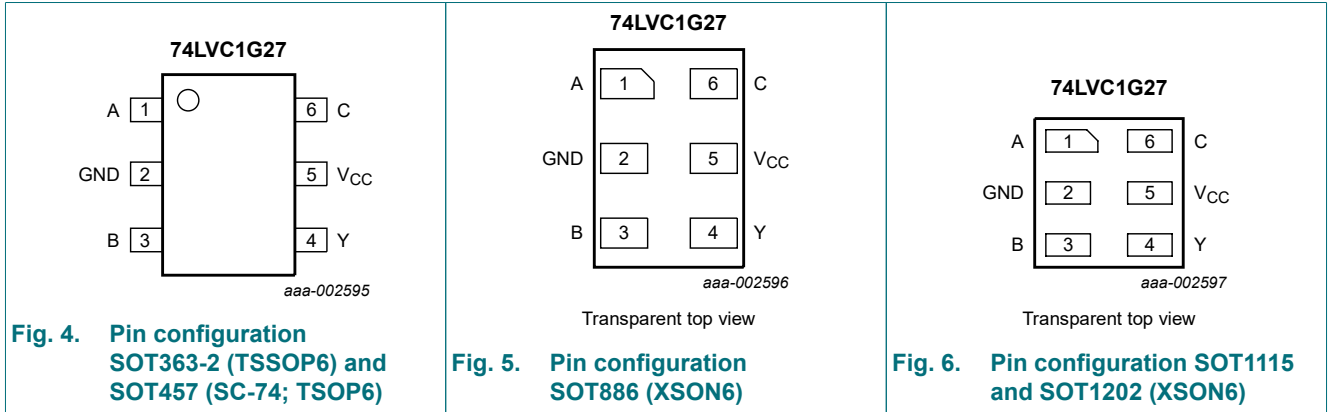 74LVC1G27
A 1 6 C
GND 2 5 VCC
B 3 4 Y
aaa-002595
Fig. 4. Pin configuration
SOT363-2 (TSSOP6) and
SOT457 (SC-74; TSOP6)
74LVC1G27
A 1 6 C
GND 2 5 VCC
B 3 4 Y
aaa-002596
Transparent top view
Fig. 5. Pin configuration
SOT886 (XSON6)
74LVC1G27
A 1 6 C
GND 2 5 VCC
B 3 4 Y
aaa-002597
Transparent top view
Fig. 6. Pin configuration SOT1115
and SOT1202 (XSON6)